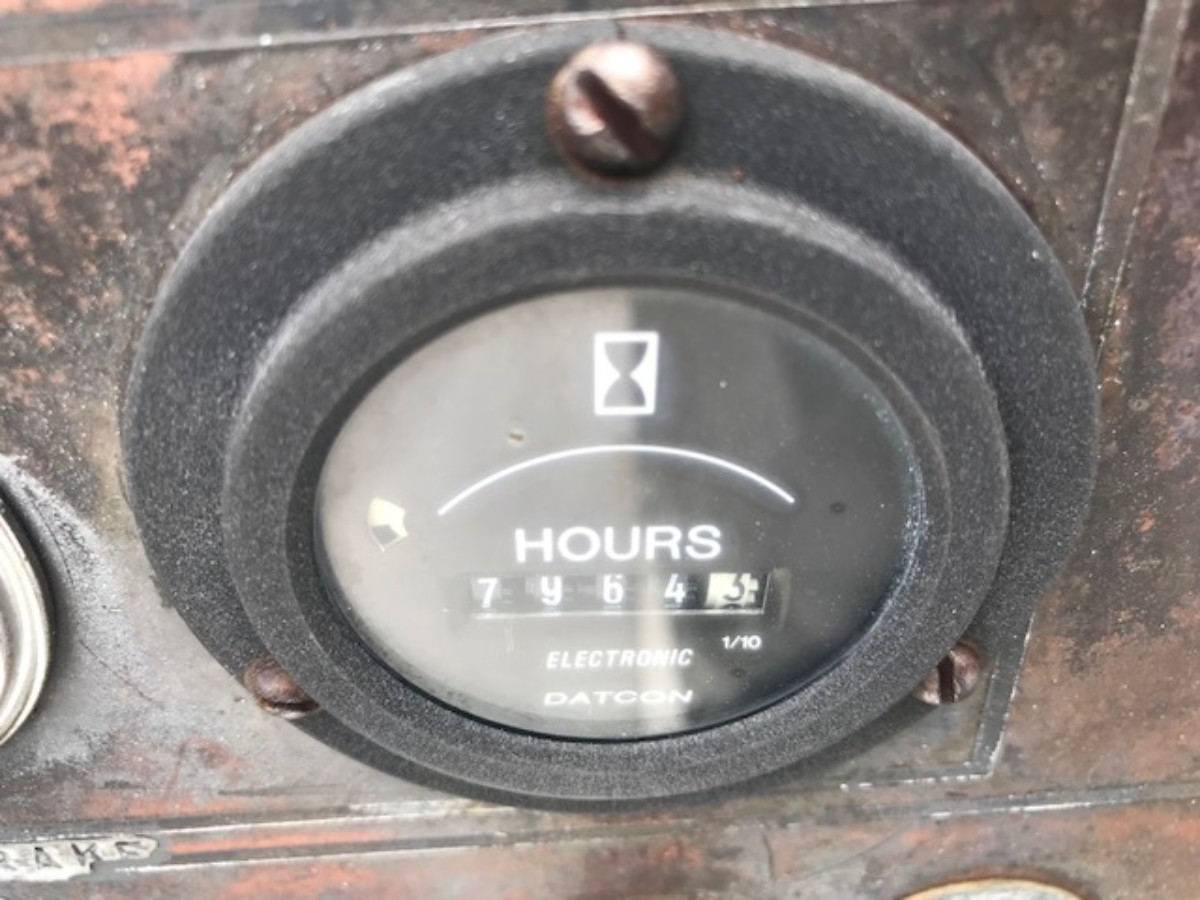 HOURS
7 9 6 4 3
1/10
ELECTRONIC
DATCON